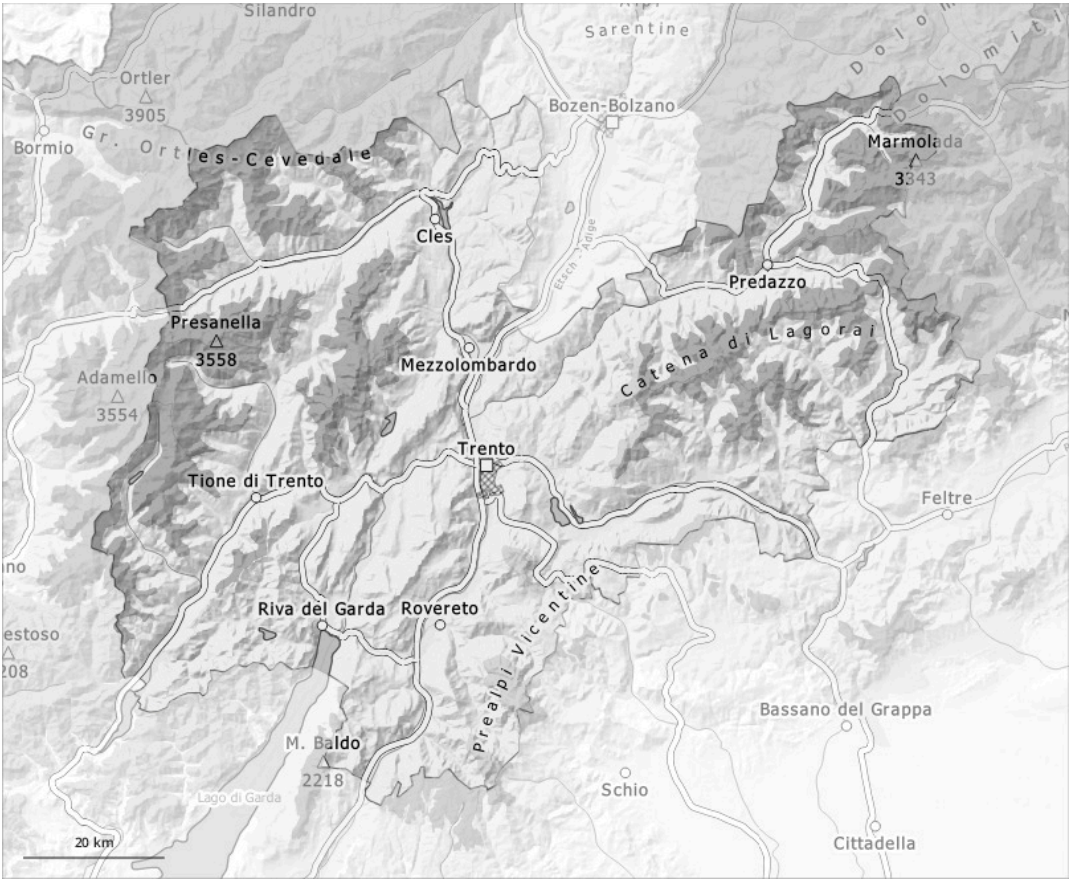 Silandro
Sarentine
Dolomiti
Ortler
3905
Bozen-Bolzano
Bormio
Gr. Ortles-Cevedale
Marmolada
3343
Cles
Etsch - Adige
Predazzo
Presanella
3558
Catena di Lagorai
Mezzolombardo
Adamello
3554
Trento
Tione di Trento
Feltre
Riva del Garda
Rovereto
estoso
208
Prealpi Vicentine
Bassano del Grappa
M. Baldo
2218
Lago di Garda
Schio
20 km
Cittadella